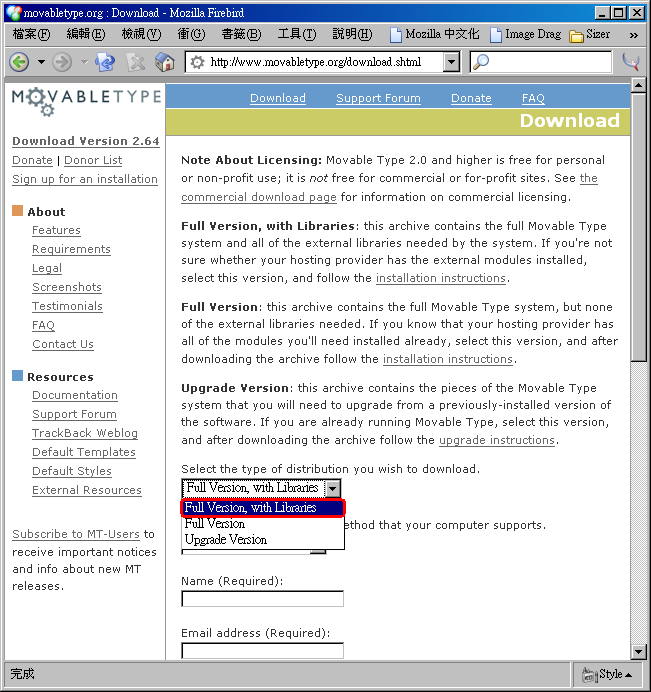 movabletype.org : Download - Mozilla Firebird
檔案(F) 編輯(E) 檢視(V) 衝(G) 書籤(B) 工具(T) 說明(H) Mozilla 中文化 Image Drag Sizer »
http://www.movabletype.org/download.shtml
MOVABLETYPE
Download Support Forum Donate FAQ
Download
Download Version 2.64
Donate | Donor List
Sign up for an installation
About
Features
Requirements
Legal
Screenshots
Testimonials
FAQ
Contact Us
Resources
Documentation
Support Forum
TrackBack Weblog
Default Templates
Default Styles
External Resources
Subscribe to MT-Users to
receive important notices
and info about new MT
releases.
Note About Licensing: Movable Type 2.0 and higher is free for personal
or non-profit use; it is not free for commercial or for-profit sites. See the
commercial download page for information on commercial licensing.
Full Version, with Libraries: this archive contains the full Movable Type
system and all of the external libraries needed by the system. If you're not
sure whether your hosting provider has the external modules installed,
select this version, and follow the installation instructions.
Full Version: this archive contains the full Movable Type system, but none
of the external libraries needed. If you know that your hosting provider has
all of the modules you'll need installed already, select this version, and after
downloading the archive follow the installation instructions.
Upgrade Version: this archive contains the pieces of the Movable Type
system that you will need to upgrade from a previously-installed version of
the software. If you are already running Movable Type, select this version,
and after downloading the archive follow the upgrade instructions.
Select the type of distribution you wish to download.
Full Version, with Libraries
Full Version, with Libraries
Full Version
Upgrade Version
ethod that your computer supports.
Name (Required):
Email address (Required):
完成 Style